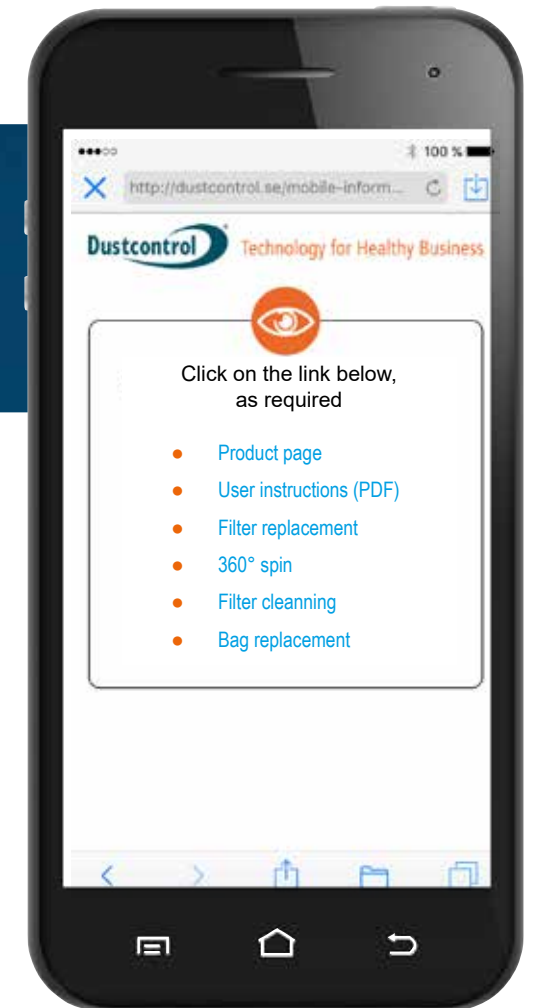 100 %
http://dustcontrol.se/mobile-inform...
Dustcontrol® Technology for Healthy Business
Click on the link below,
as required
● Product page
● User instructions (PDF)
● Filter replacement
● 360° spin
● Filter cleanning
● Bag replacement